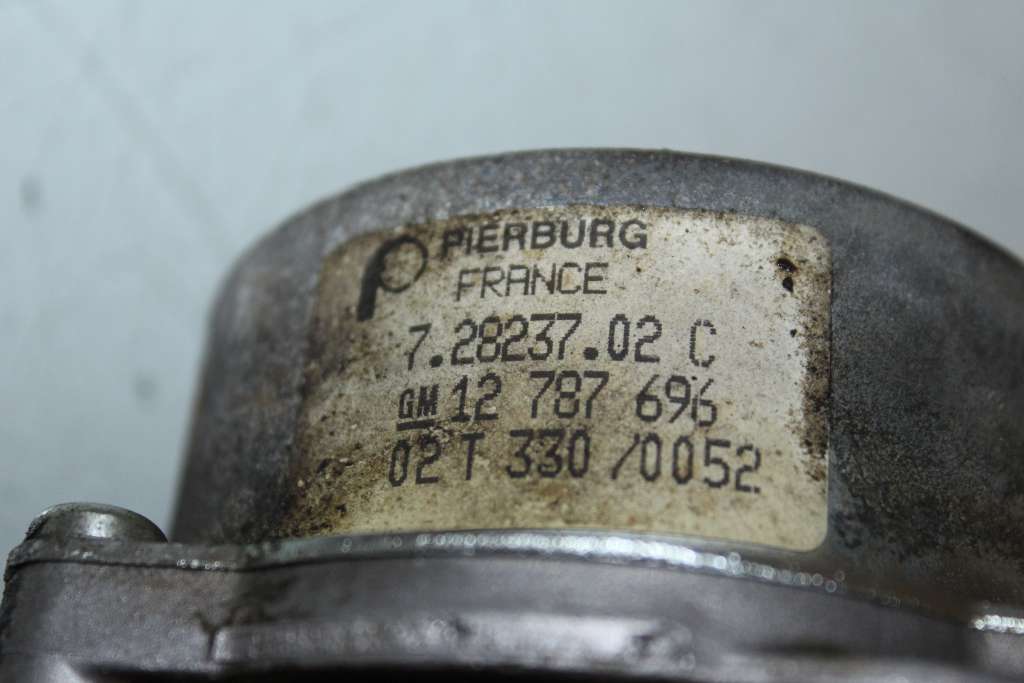 PIERBURG
FRANCE
7.28237.02 C
GM 12 787 696
02 T 330 /0052